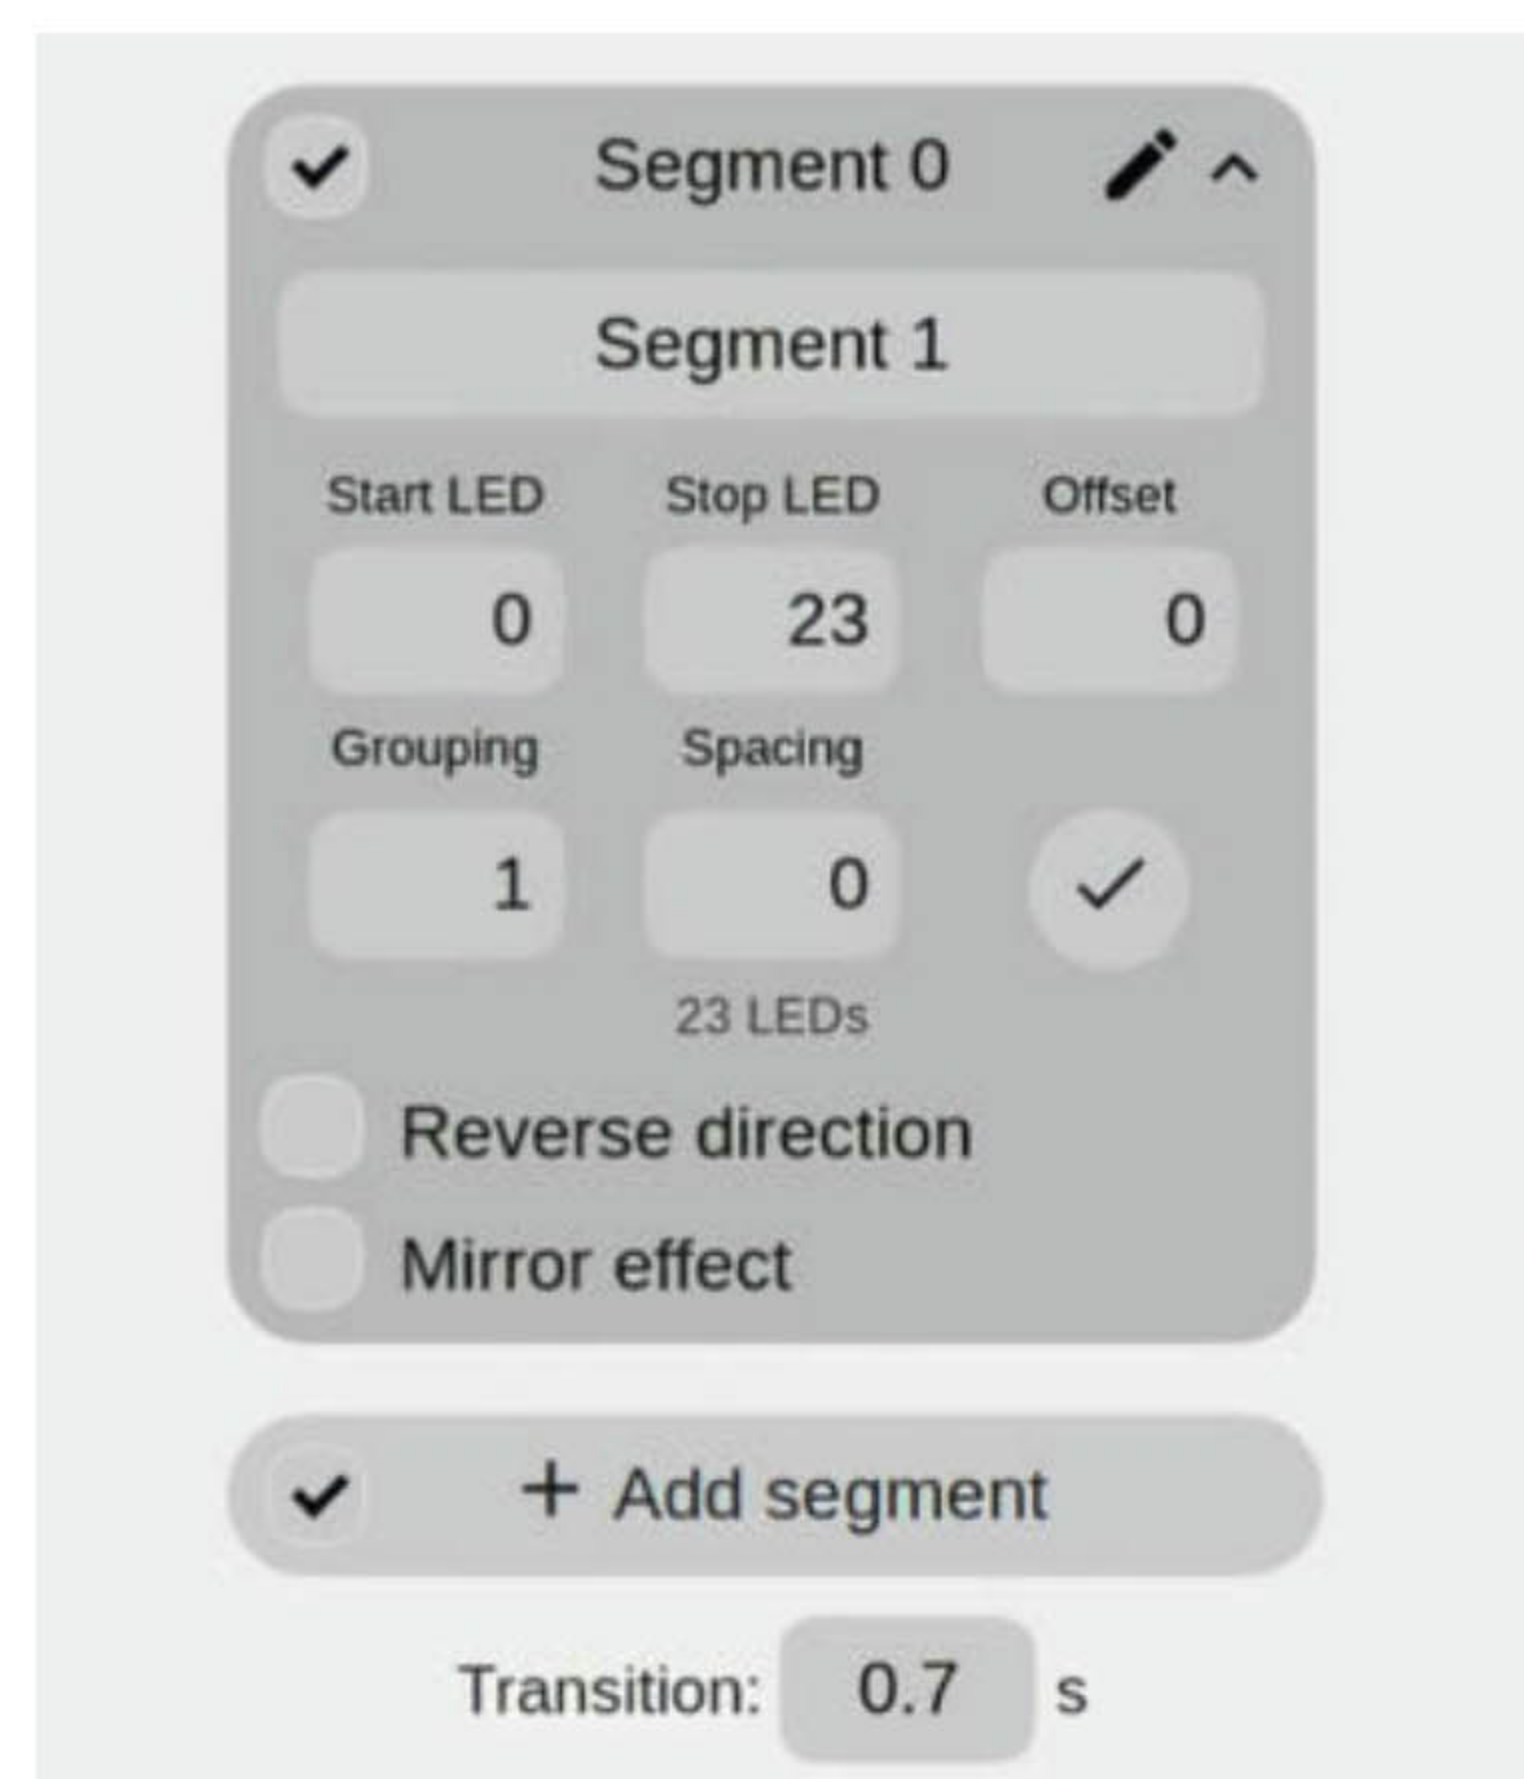 Segment 0
Segment 1
Start LED Stop LED Offset
0 23 0
Grouping Spacing
1 0
23 LEDs
Reverse direction
Mirror effect
+ Add segment
Transition: 0.7 s